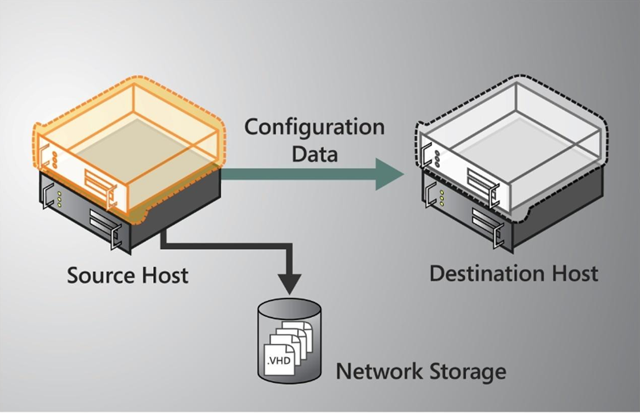 Configuration
Data
Source Host
Destination Host
.VHD
Network Storage